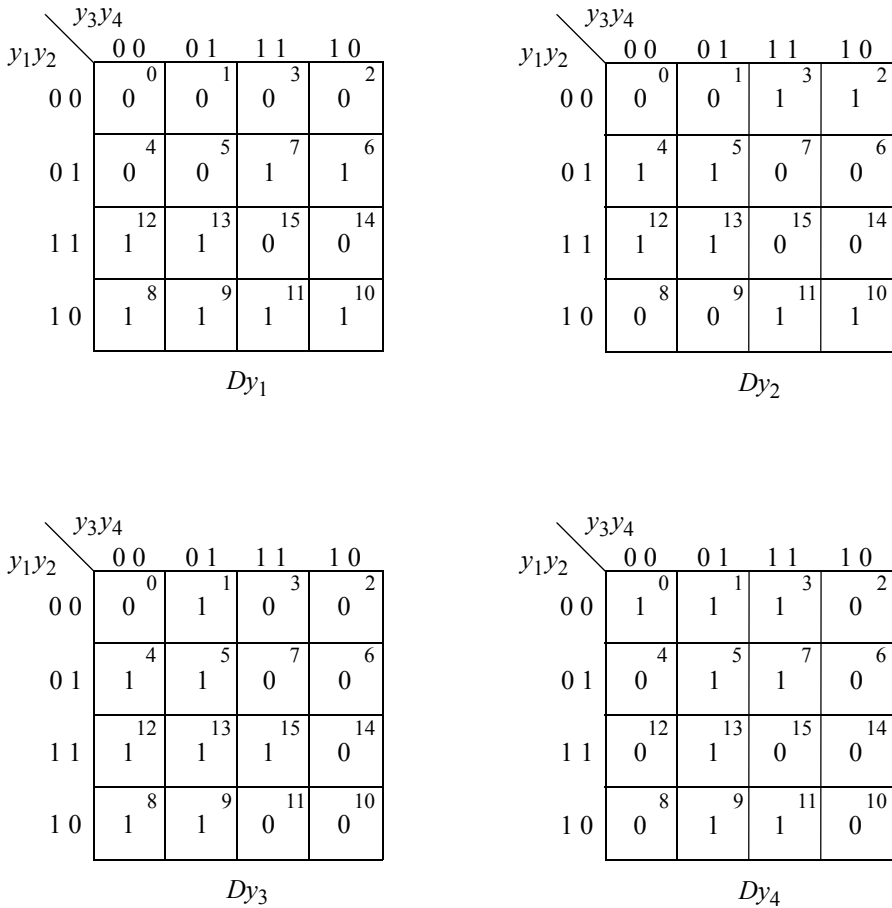 y3y4 y3y4
y1y2 0 0 0 1 1 1 1 0 y1y2 0 0 0 1 1 1 1 0
0 1 3 2 0 1 3 2
0 0 0 0 0 0 0 0 0 0 1 1
4 5 7 6 4 5 7 6
0 1 0 0 1 1 0 1 1 1 0 0
12 13 15 14 12 13 15 14
1 1 1 1 0 0 1 1 1 1 0 0
8 9 11 10 8 9 11 10
1 0 1 1 1 1 1 0 0 0 1 1
Dy1 Dy2
y3y4 y3y4
y1y2 0 0 0 1 1 1 1 0 y1y2 0 0 0 1 1 1 1 0
0 1 3 2 0 1 3 2
0 0 0 1 0 0 0 0 1 1 1 0
4 5 7 6 4 5 7 6
0 1 1 1 0 0 0 1 0 1 1 0
12 13 15 14 12 13 15 14
1 1 1 1 1 0 1 1 0 1 0 0
8 9 11 10 8 9 11 10
1 0 1 1 0 0 1 0 0 1 1 0
Dy3 Dy4